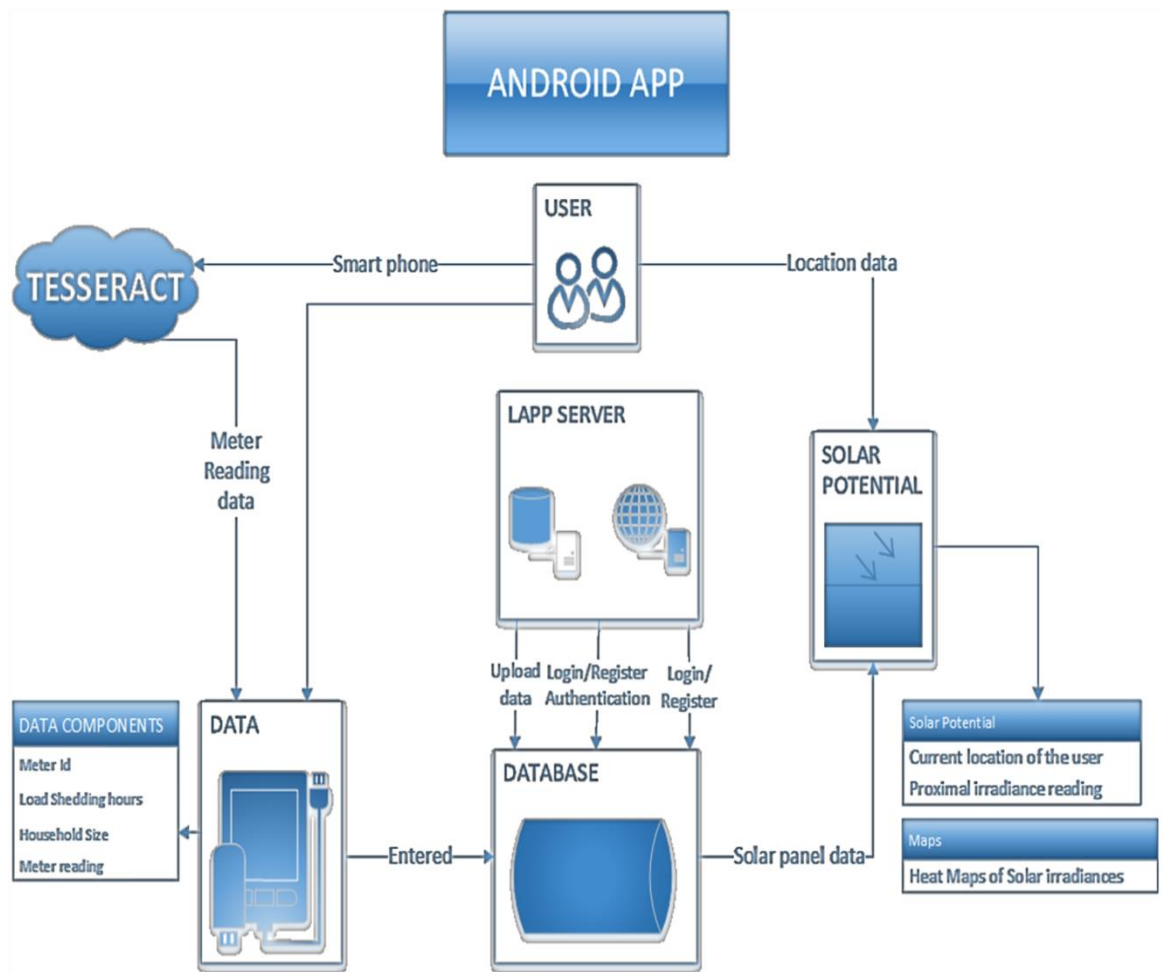 ANDROID APP
USER
Smart phone
Location data
TESSERACT
LAPP SERVER
Meter
Reading
data
SOLAR
POTENTIAL
Upload
data
Login/Register
Authentication
Login/
Register
DATA COMPONENTS
Meter Id
Load Shedding hours
Household Size
Meter reading
DATA
Entered
DATABASE
Solar panel data
Solar Potential
Current location of the user
Proximal irradiance reading
Maps
Heat Maps of Solar irradiances